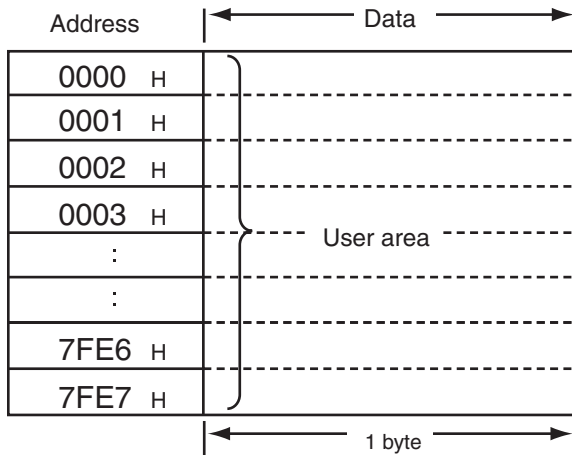 Address Data
0000 H
0001 H
0002 H
0003 H
User area
:
:
7FE6 H
7FE7 H
1 byte